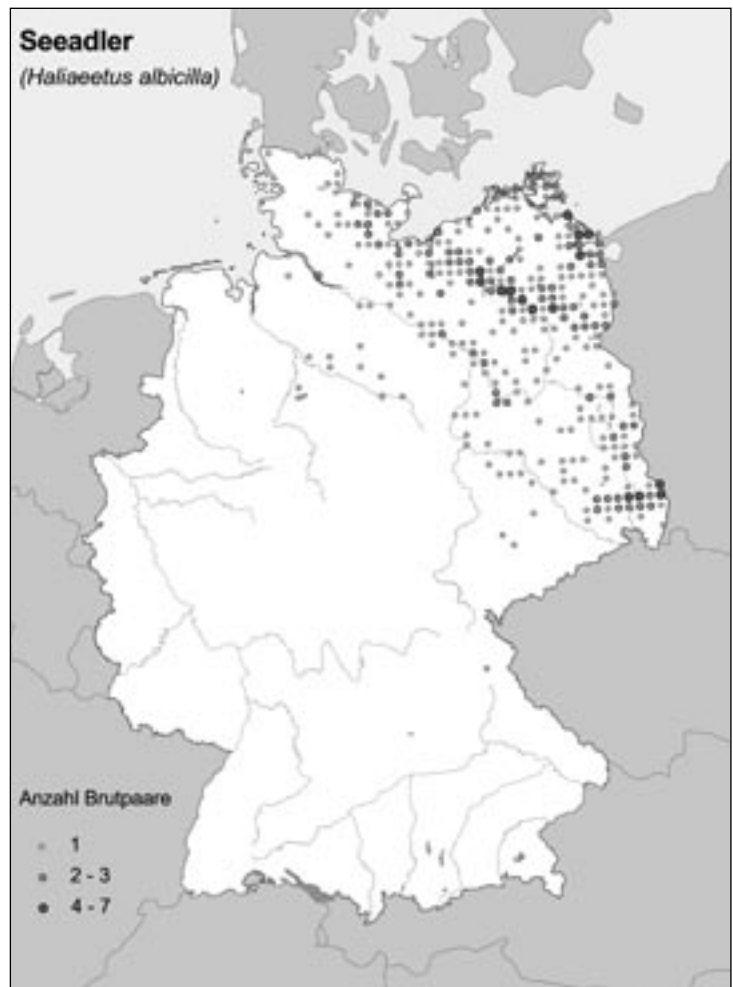 Seeadler
(Haliaeetus albicilla)
Anzahl Brutpaare
1
2 - 3
4 - 7